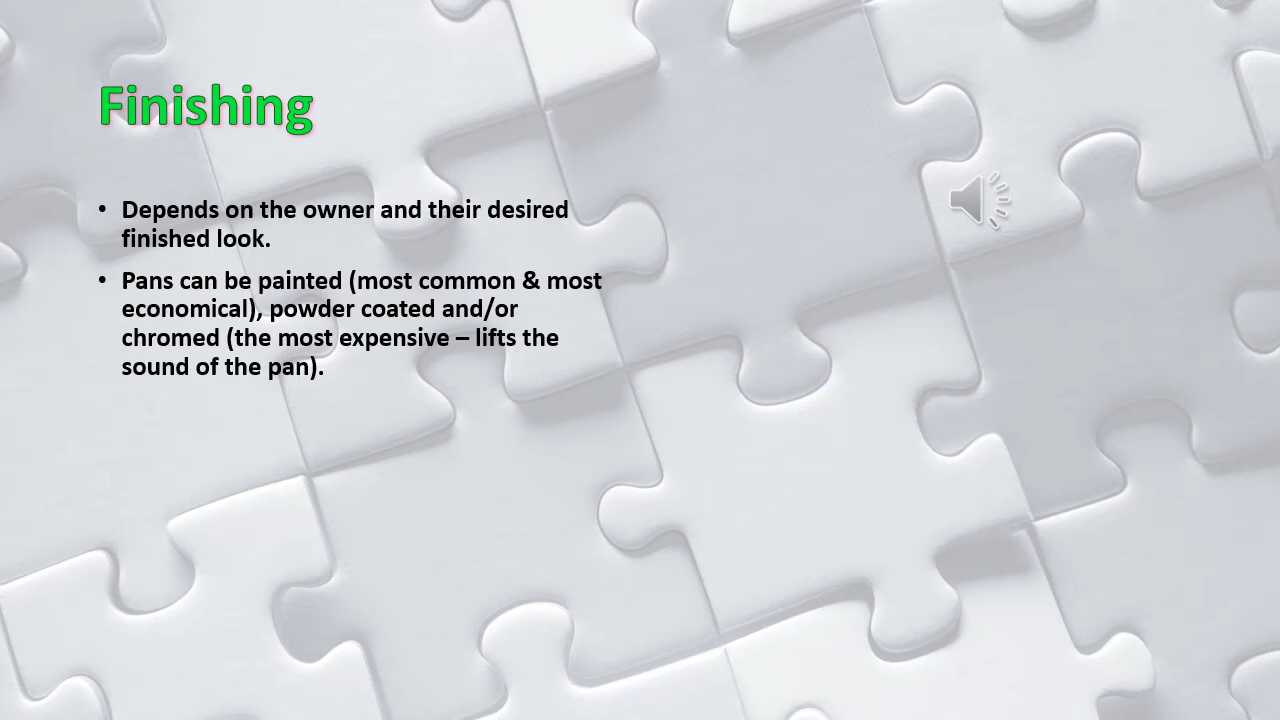 Finishing
• Depends on the owner and their desired
finished look.
• Pans can be painted (most common & most
economical), powder coated and/or
chromed (the most expensive – lifts the
sound of the pan).